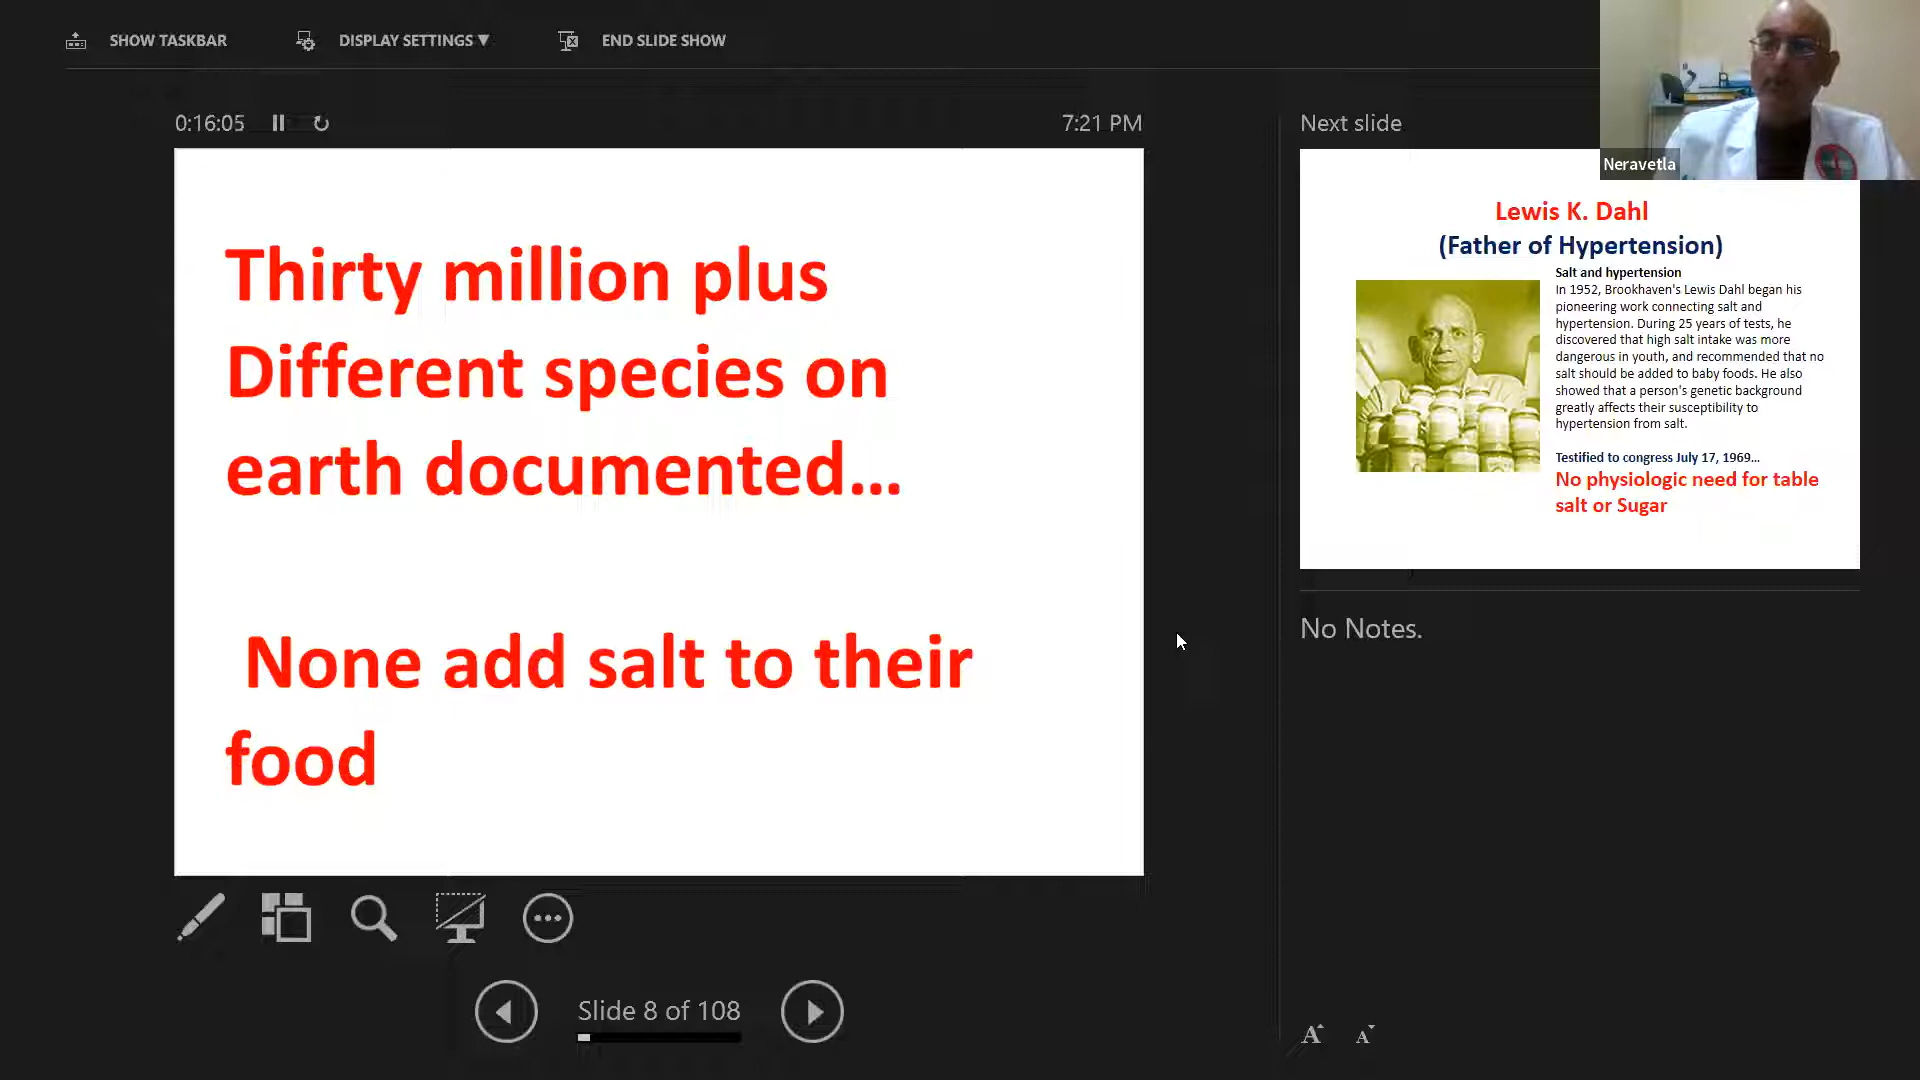 SHOW TASKBAR
DISPLAY SETTINGS ▼
END SLIDE SHOW
0:16:05
7:21 PM
Thirty million plus
Different species on
earth documented...
None add salt to their
food
Slide 8 of 108
Next slide
Neravetla
Lewis K. Dahl
(Father of Hypertension)
Salt and hypertension
In 1952, Brookhaven's Lewis Dahl began his
pioneering work connecting salt and
hypertension. During 25 years of tests, he
discovered that high salt intake was more
dangerous in youth, and recommended that no
salt should be added to baby foods. He also
showed that a person's genetic background
greatly affects their susceptibility to
hypertension from salt.
Testified to congress July 17, 1969...
No physiologic need for table
salt or Sugar
No Notes.
A A